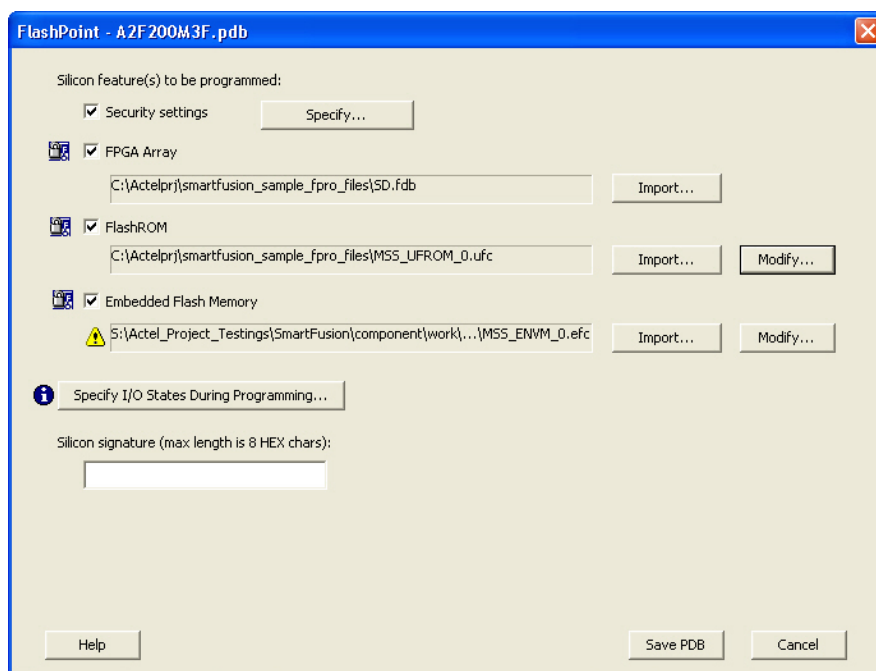 FlashPoint - A2F200M3F.pdb
Silicon feature(s) to be programmed:
Security settings
Specify...
FPGA Array
C:\Actelprj\smartfusion_sample_fpro_files\SD.fdb
Import...
FlashROM
C:\Actelprj\smartfusion_sample_fpro_files\MSS_UFROM_0.ufc
Import...
Modify...
Embedded Flash Memory
S:\Actel_Project_Testings\SmartFusion\component\work\...\MSS_ENVM_0.efc
Import...
Modify...
Specify I/O States During Programming...
Silicon signature (max length is 8 HEX chars):
Help
Save PDB
Cancel